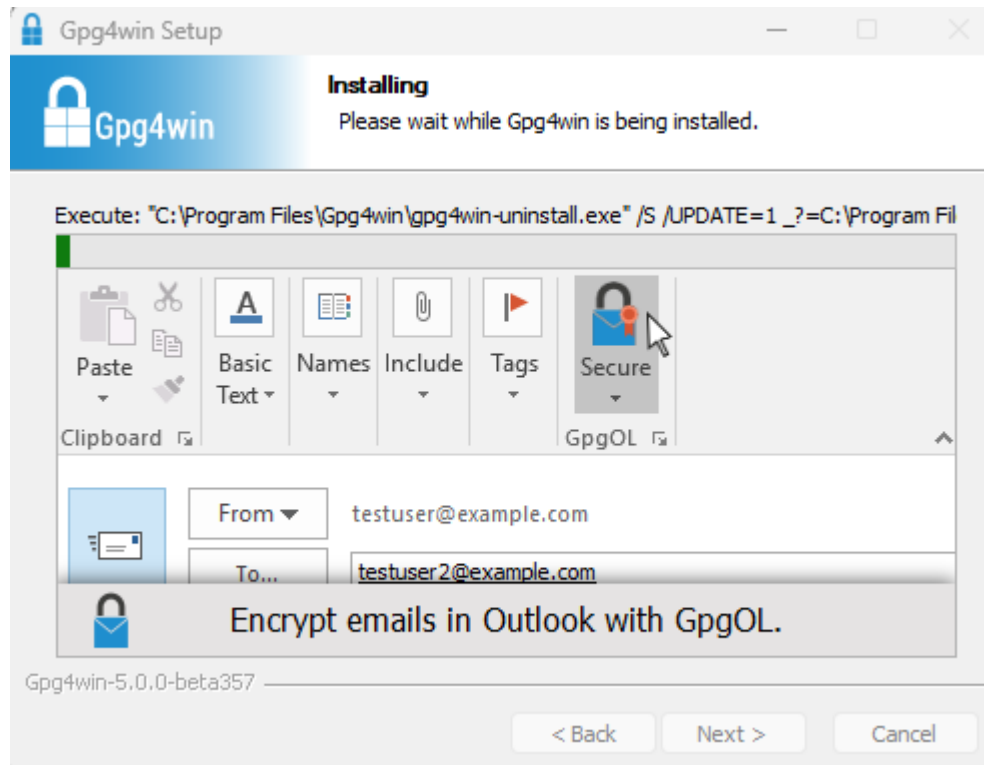 Gpg4win Setup
Gpg4win
Installing
Please wait while Gpg4win is being installed.
Execute: "C:\Program Files\Gpg4win\gpg4win-uninstall.exe" /S /UPDATE=1 _?=C:\Program Fil
Paste
Basic Text
Names
Include
Tags
Secure
Clipboard
GpgOL
From
testuser@example.com
To...
testuser2@example.com
Encrypt emails in Outlook with GpgOL.
Gpg4win-5.0.0-beta357
< Back
Next >
Cancel